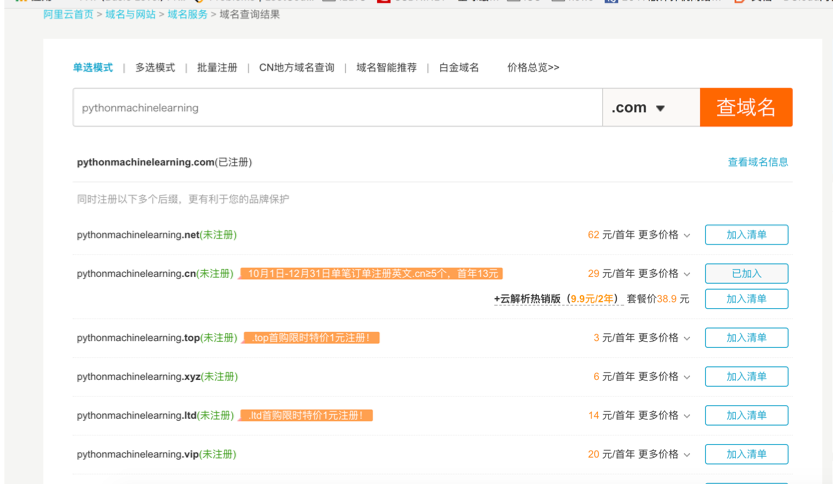 阿里云首页 > 域名与网站 > 域名服务 > 域名查询结果
单选模式 | 多选模式 | 批量注册 | CN地方域名查询 | 域名智能推荐 | 白金域名 价格总览>>
pythonmachinelearning .com 查域名
pythonmachinelearning.com(已注册) 查看域名信息
同时注册以下多个后缀，更有利于您的品牌保护
pythonmachinelearning.net(未注册) 62 元/首年 更多价格 加入清单
pythonmachinelearning.cn(未注册) 10月1日-12月31日单笔订单注册英文.cn≥5个，首年13元 29 元/首年 更多价格 已加入
+云解析热销版（9.9元/2年） 套餐价38.9 元 加入清单
pythonmachinelearning.top(未注册) .top首购限时特价1元注册！ 3 元/首年 更多价格 加入清单
pythonmachinelearning.xyz(未注册) 6 元/首年 更多价格 加入清单
pythonmachinelearning.ltd(未注册) .ltd首购限时特价1元注册！ 14 元/首年 更多价格 加入清单
pythonmachinelearning.vip(未注册) 20 元/首年 更多价格 加入清单